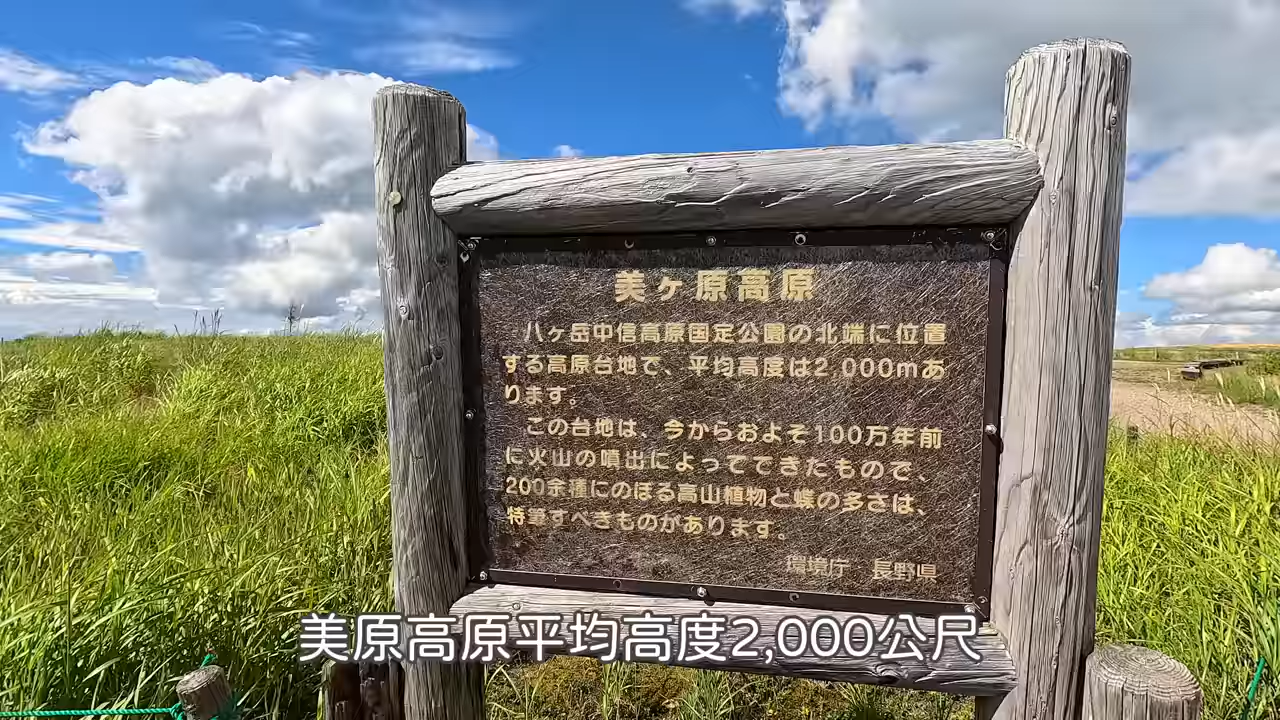 美ヶ原高原
八ヶ岳中信高原国定公園の北端に位置
する高原台地で、平均高度は2,000mあ
ります。
この台地は、今からおよそ100万年前
に火山の噴出によってできたもので、
200余種にのぼる高山植物と蝶の多さは、
特筆すべきものがあります。
環境庁 長野県
美原高原平均高度2,000公尺